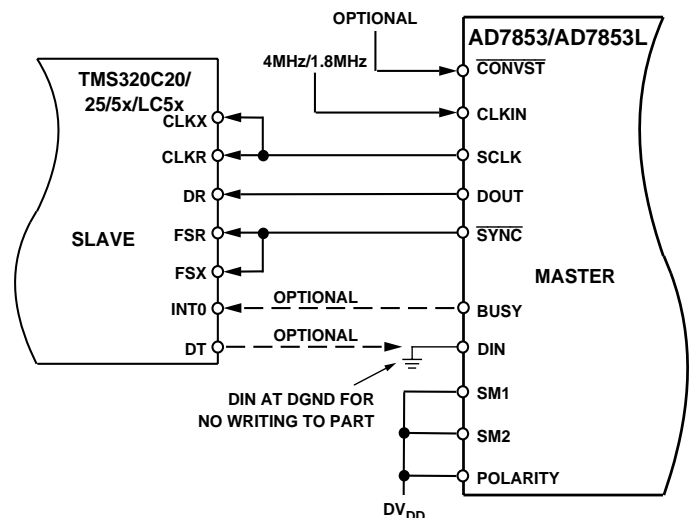 OPTIONAL
AD7853/AD7853L
4MHz/1.8MHz
CONVST
TMS320C20/
25/5x/LC5x
CLKX
CLKIN
CLKR
SCLK
DR
DOUT
SLAVE
FSR
SYNC
FSX
MASTER
INT0
OPTIONAL
BUSY
DT
OPTIONAL
DIN
DIN AT DGND FOR
NO WRITING TO PART
SM1
SM2
POLARITY
DVDD